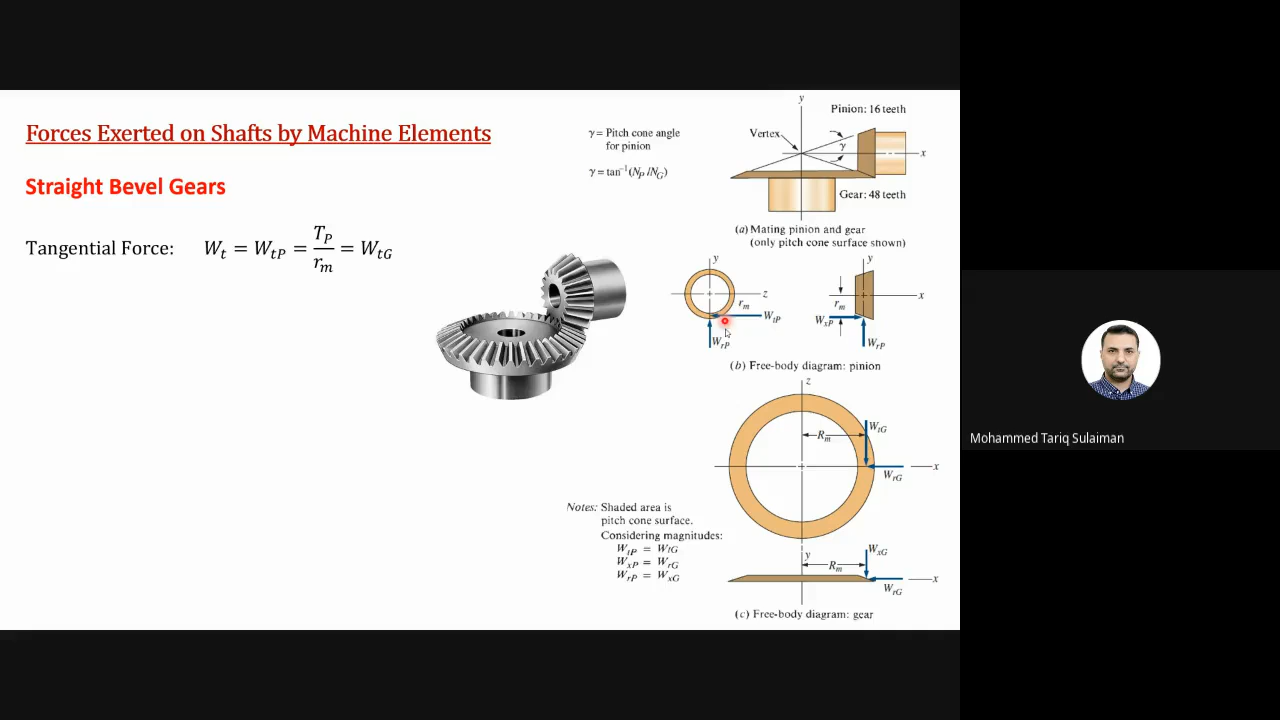 Forces Exerted on Shafts by Machine Elements
Straight Bevel Gears
Tangential Force: W_t = W_tP = T_P / r_m = W_tG
γ = Pitch cone angle
for pinion
γ = tan⁻¹(N_P /N_G)
y
Pinion: 16 teeth
Vertex
γ
x
Gear: 48 teeth
(a) Mating pinion and gear
(only pitch cone surface shown)
y
z
r_m
W_tP
W_rP
y
x
r_m
W_xP
W_rP
(b) Free-body diagram: pinion
z
W_tG
R_m
x
W_rG
Notes: Shaded area is
pitch cone surface.
Considering magnitudes:
W_tP = W_tG
W_xP = W_rG
W_rP = W_xG
y
W_xG
R_m
x
W_rG
(c) Free-body diagram: gear
Mohammed Tariq Sulaiman